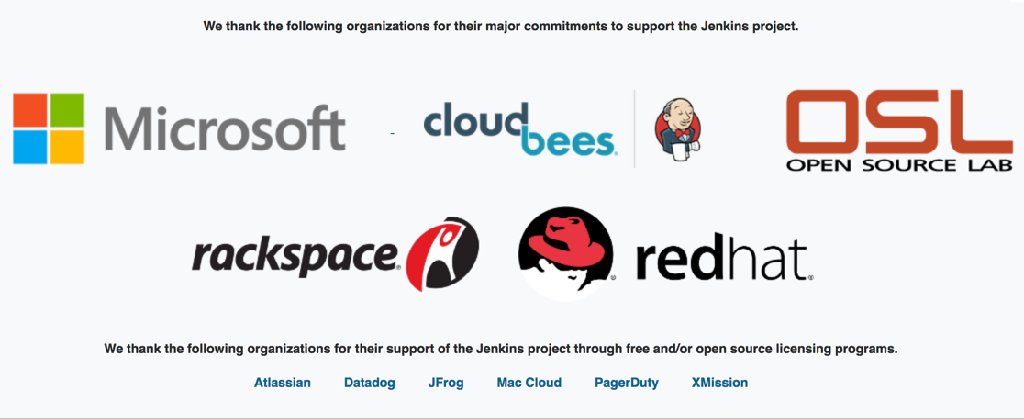 We thank the following organizations for their major commitments to support the Jenkins project.
Microsoft - cloudbees. OSL
OPEN SOURCE LAB
rackspace® redhat®
We thank the following organizations for their support of the Jenkins project through free and/or open source licensing programs.
Atlassian Datadog JFrog Mac Cloud PagerDuty XMission